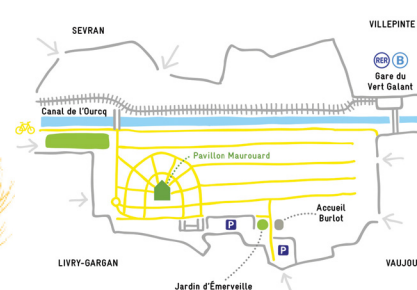 SEVRAN
VILLEPINTE
RER B
Gare du
Vert Galant
Canal de l'Ourcq
Pavillon Maurouard
Accueil
Burlot
P
P
LIVRY-GARGAN
VAUJOU
Jardin d'Émerveille